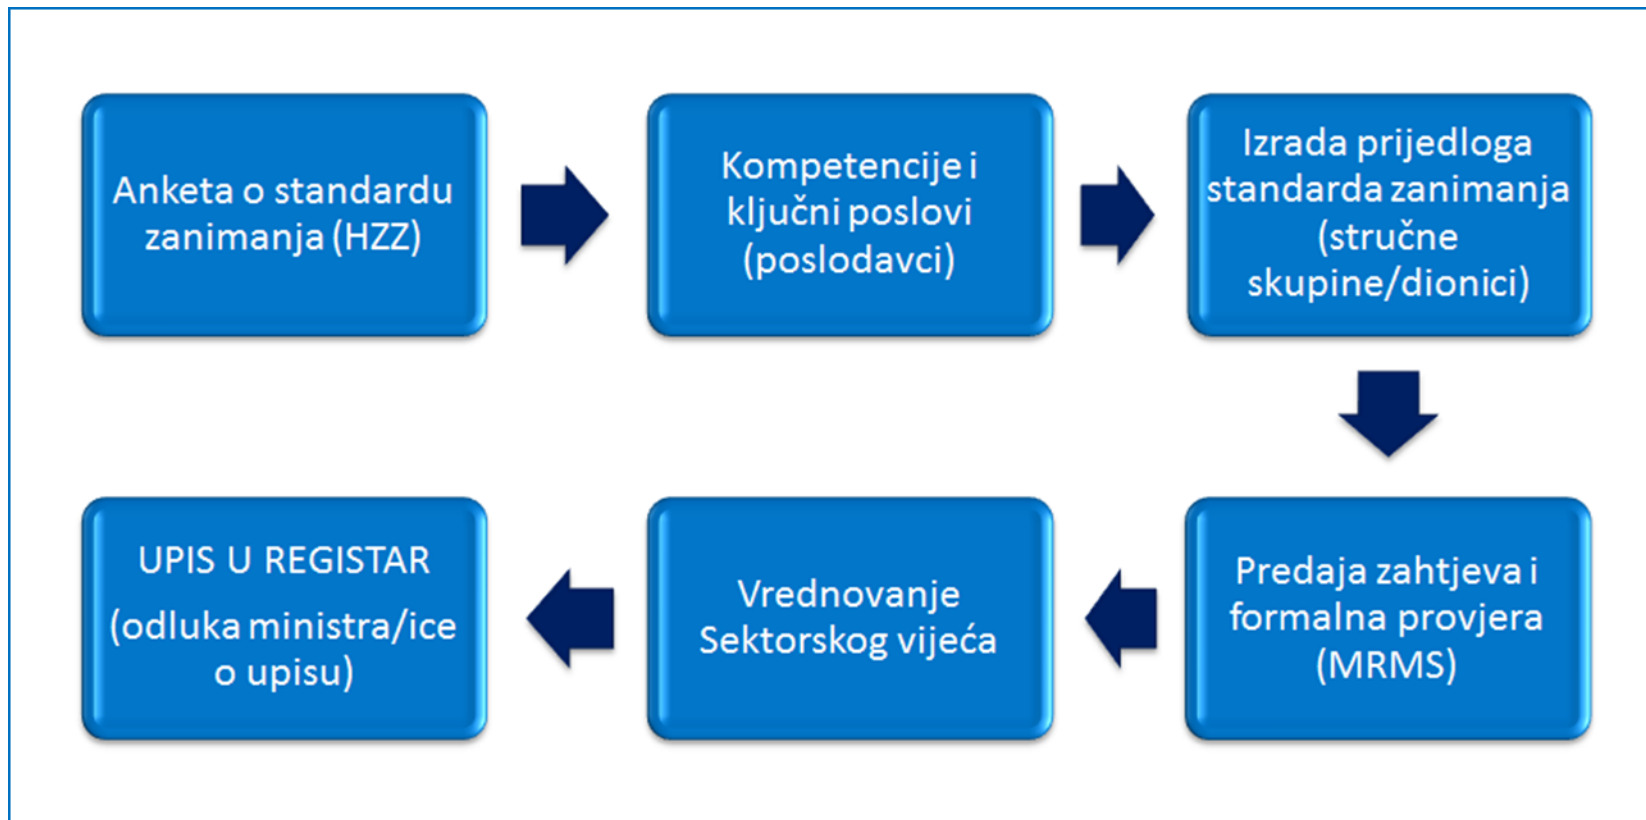 Anketa o standardu
zanimanja (HZZ)
Kompetencije i
ključni poslovi
(poslodavci)
Izrada prijedloga
standarda zanimanja
(stručne
skupine/dionici)
Predaja zahtjeva i
formalna provjera
(MRMS)
Vrednovanje
Sektorskog vijeća
UPIS U REGISTAR
(odluka ministra/ice
o upisu)